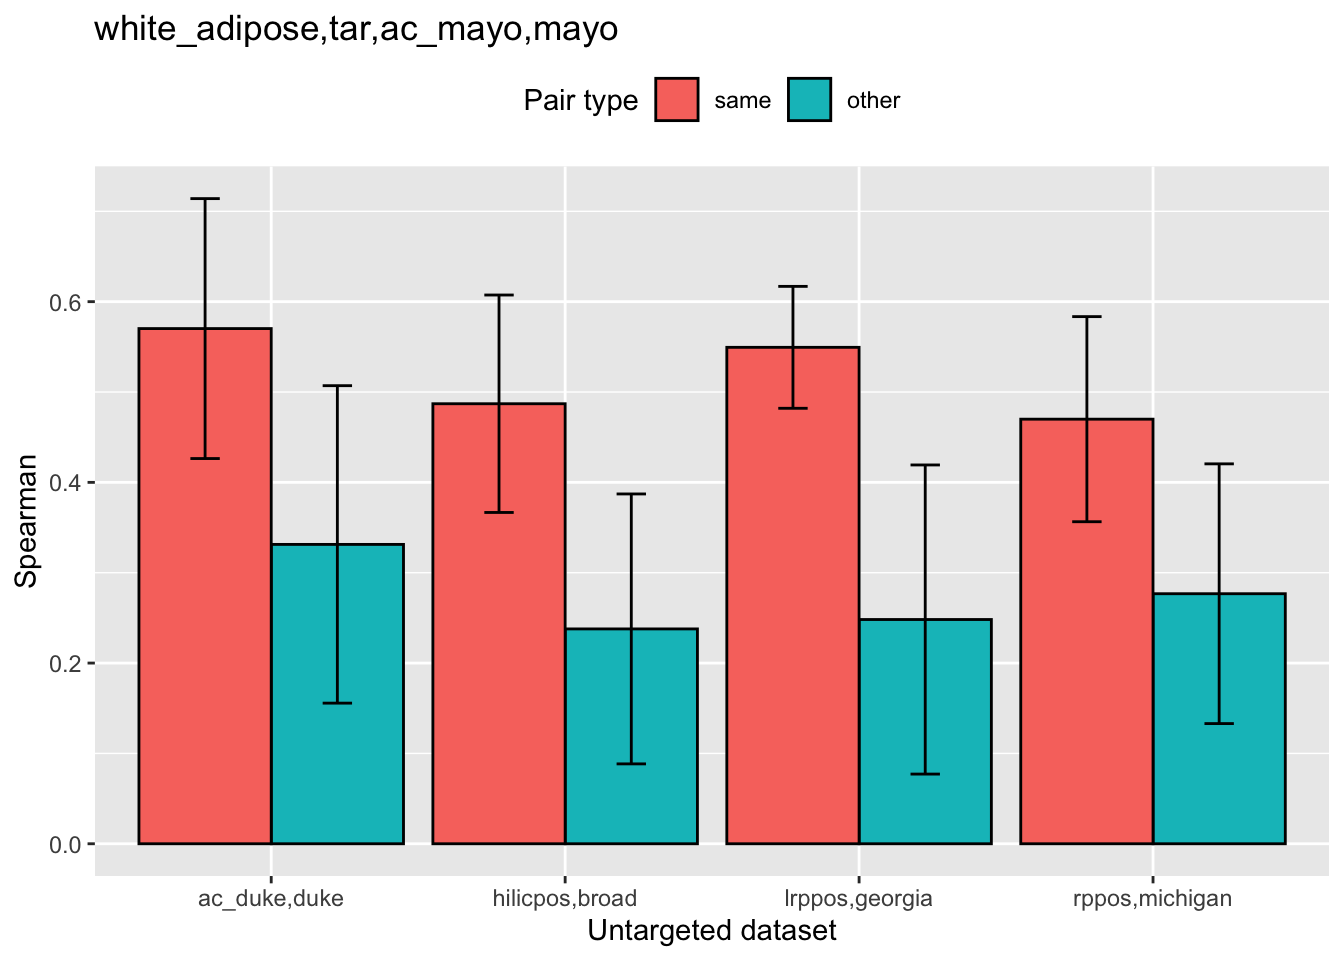 white_adipose,tar,ac_mayo,mayo
Pair type same other
Spearman
0.6
0.4
0.2
0.0
ac_duke,duke hilicpos,broad lrppos,georgia rppos,michigan
Untargeted dataset